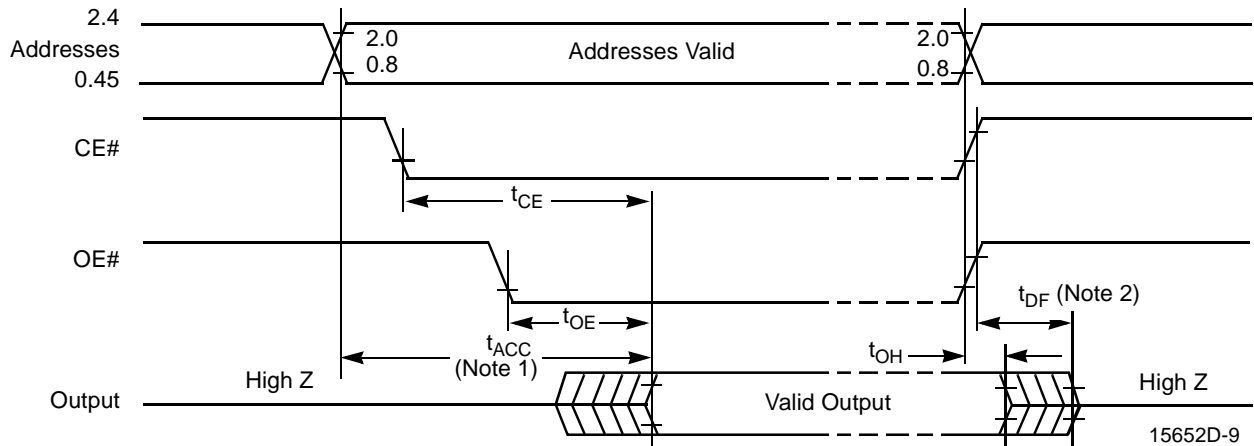 2.4
Addresses
0.45
2.0
0.8
Addresses Valid
2.0
0.8
CE#
tCE
OE#
tOE
tDF (Note 2)
tACC
(Note 1)
tOH
High Z
Output
Valid Output
High Z
15652D-9